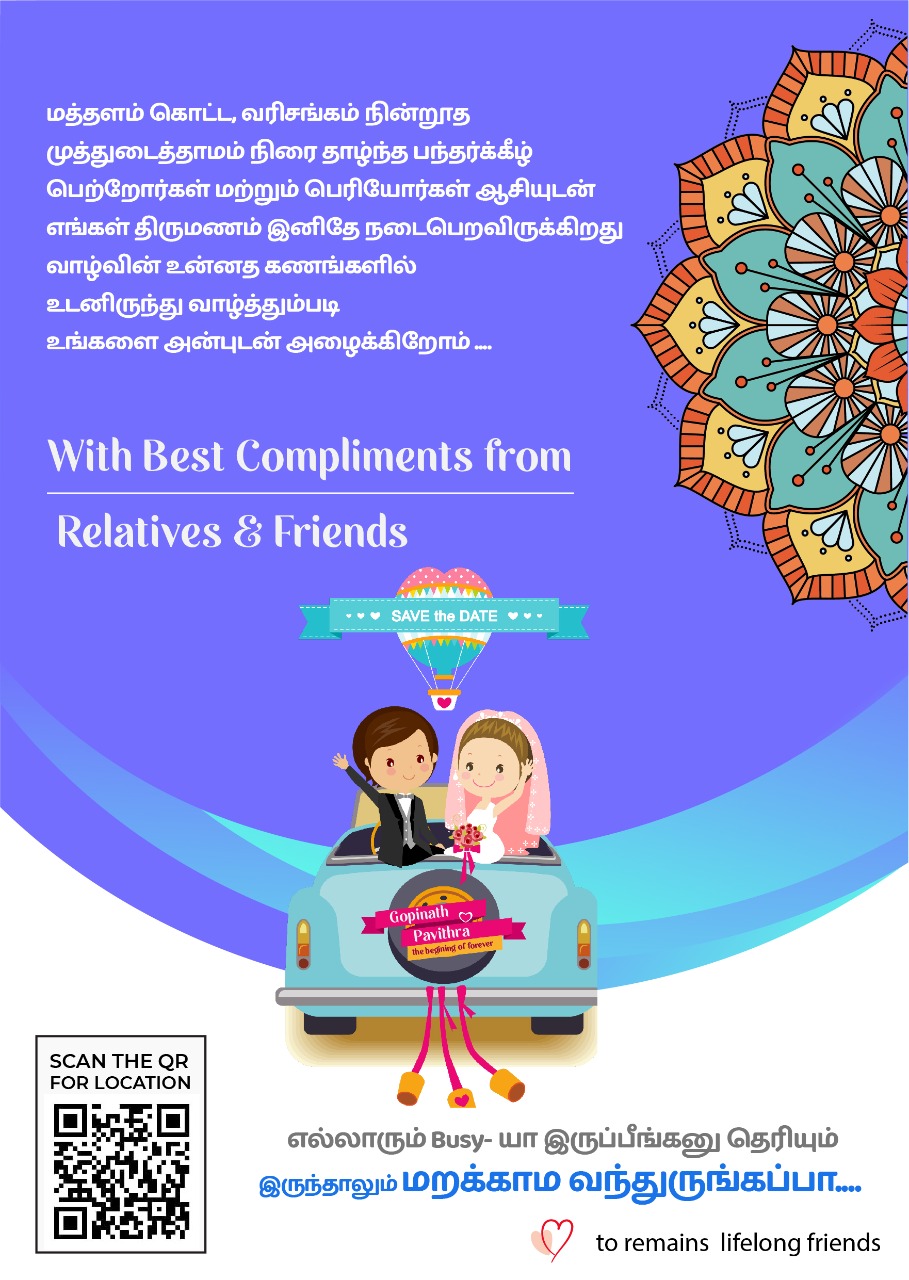 மத்தளம் கொட்ட, வரிசங்கம் நின்றூத
முத்துடைத்தாமம் நிரை தாழ்ந்த பந்தர்க்கீழ்
பெற்றோர்கள் மற்றும் பெரியோர்கள் ஆசியுடன்
எங்கள் திருமணம் இனிதே நடைபெறவிருக்கிறது
வாழ்வின் உன்னத கணங்களில்
உடனிருந்து வாழ்த்தும்படி
உங்களை அன்புடன் அழைக்கிறோம் ....
With Best Compliments from
Relatives & Friends
SAVE the DATE
Gopinath
Pavithra
the begining of forever
SCAN THE QR
FOR LOCATION
எல்லாரும் Busy- யா இருப்பீங்கனு தெரியும்
இருந்தாலும் மறக்காம வந்துருங்கப்பா....
to remains lifelong friends